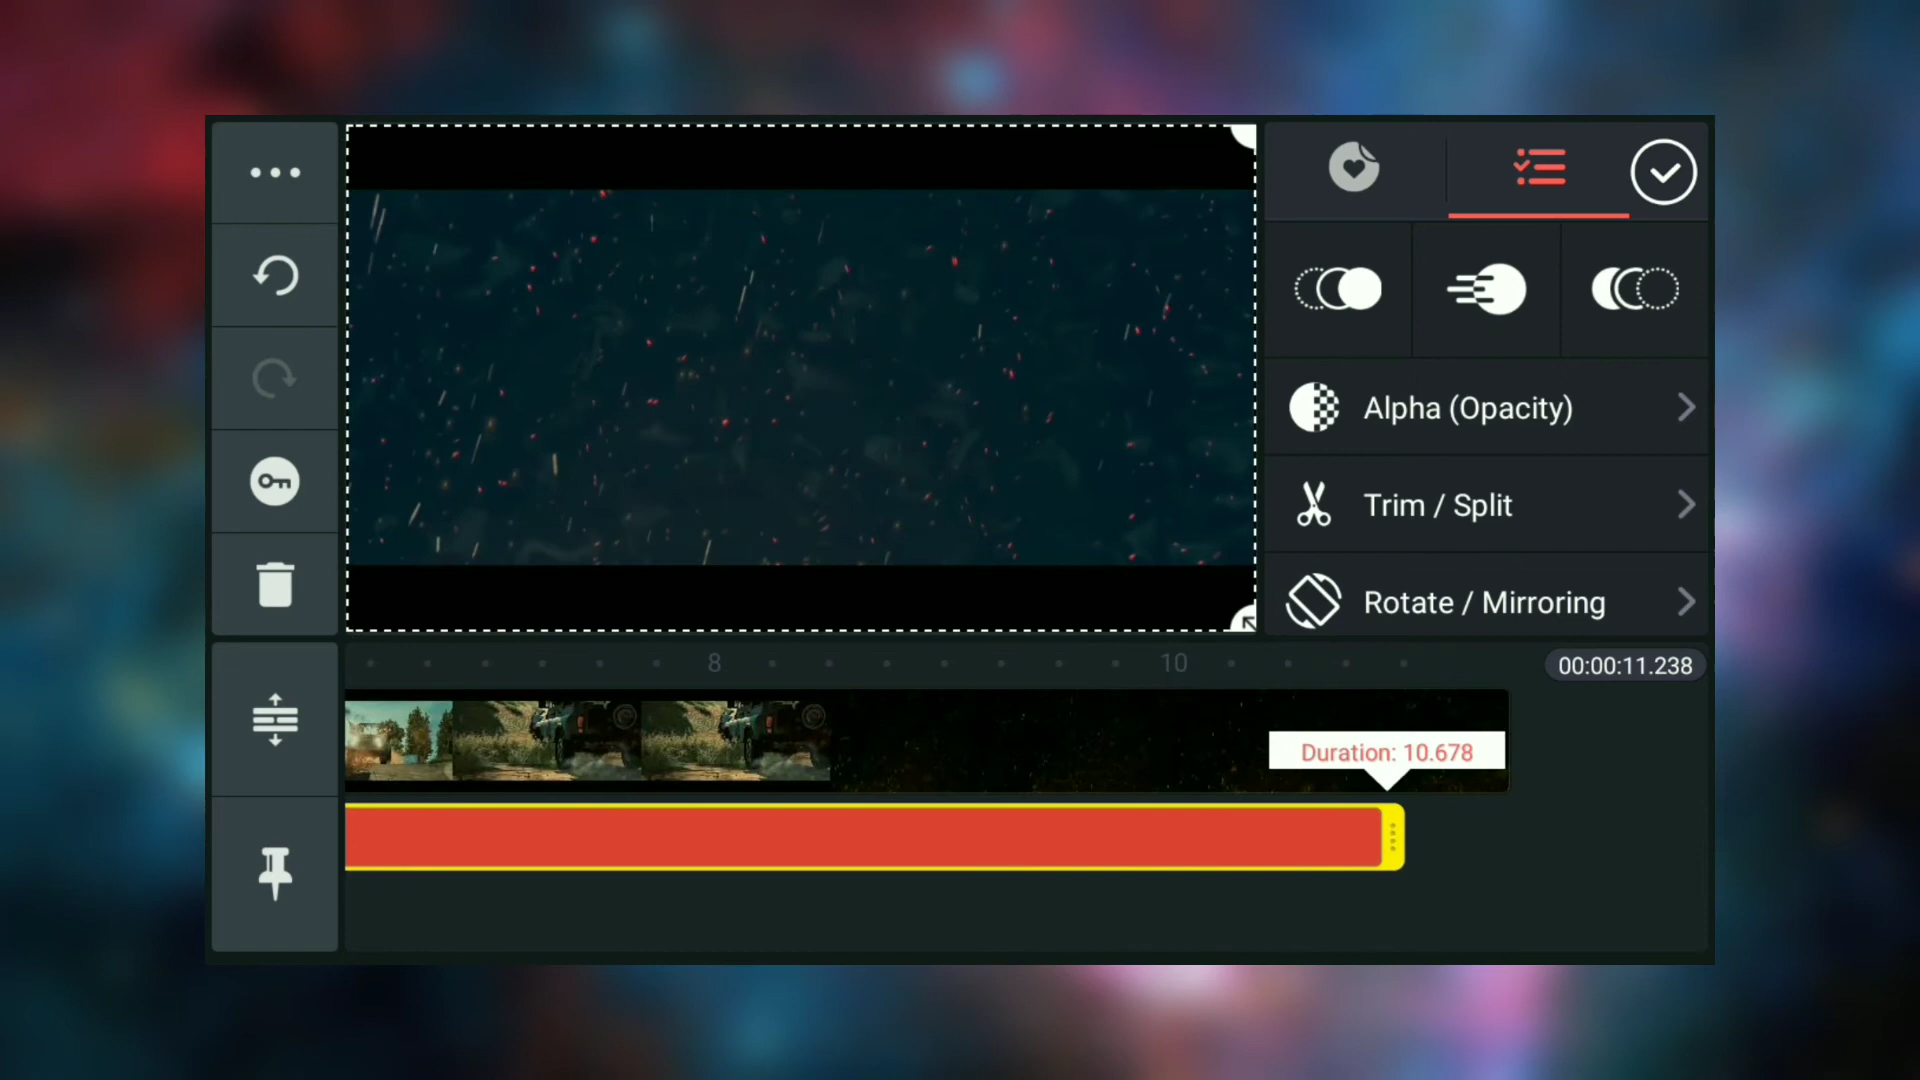 Alpha (Opacity)
Trim / Split
Rotate / Mirroring
8
10
00:00:11.238
Duration: 10.678